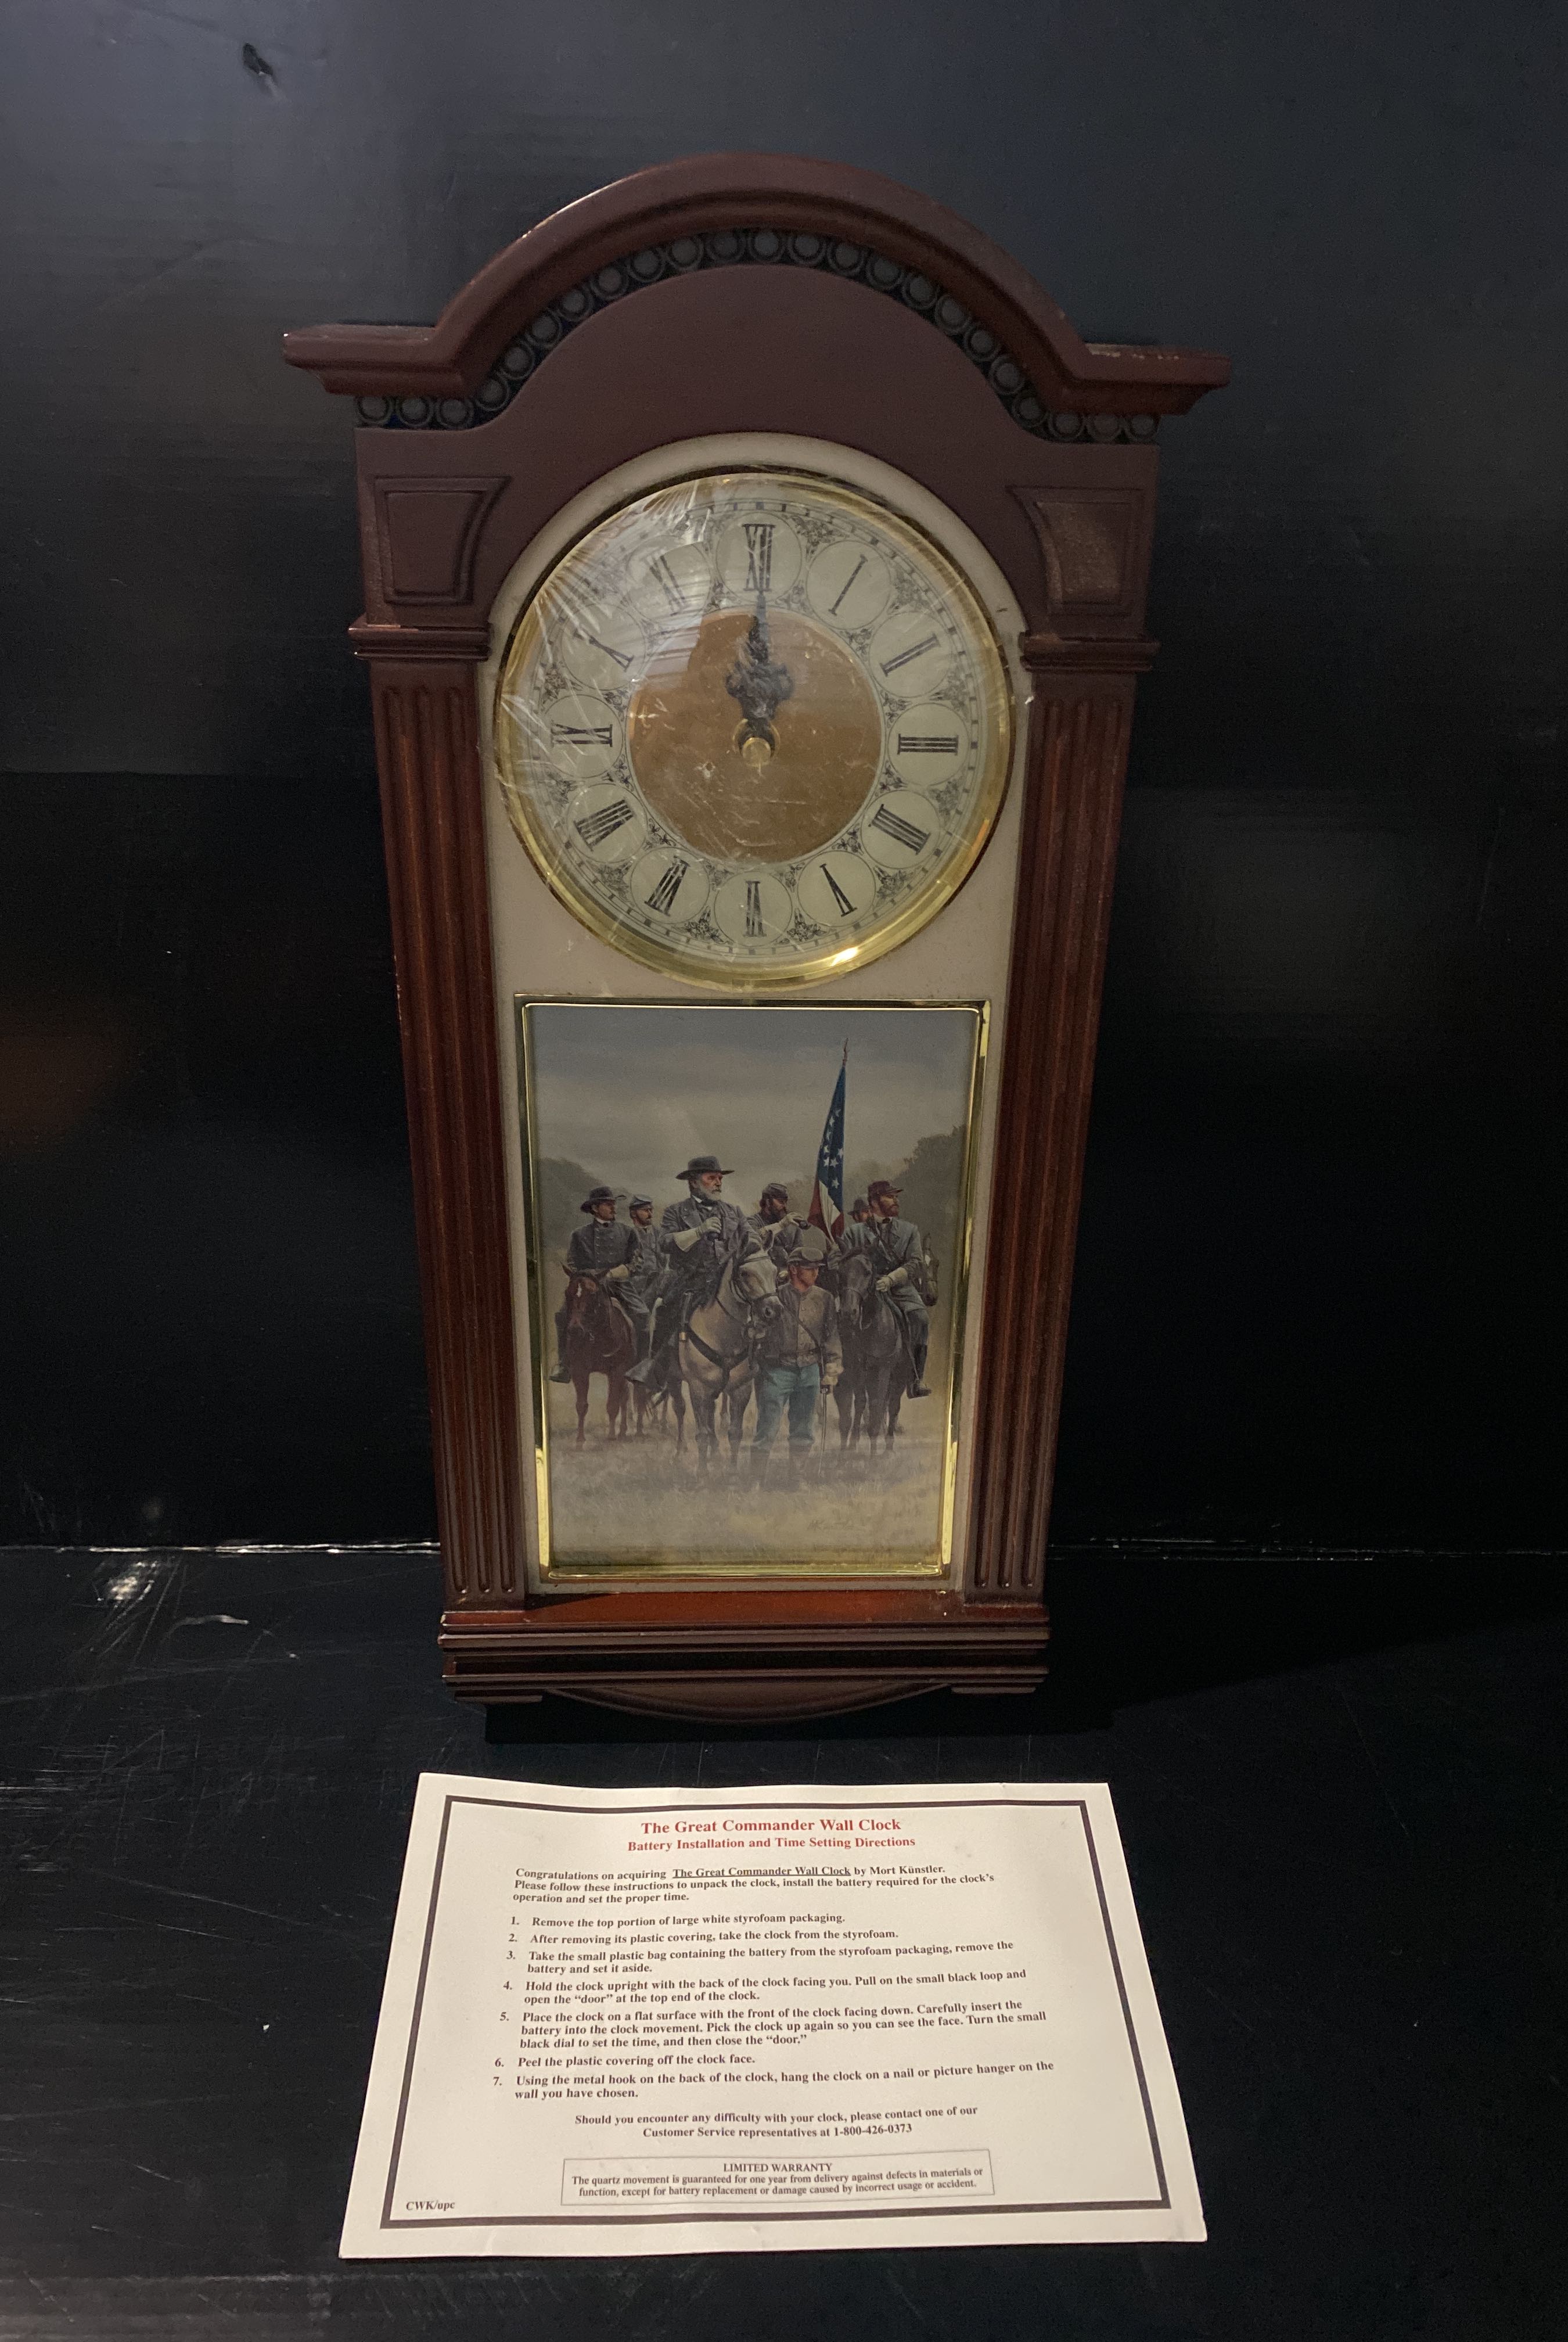 XII
I
II
III
IIII
V
VI
VII
VIII
IX
X
XI
The Great Commander Wall Clock
Battery Installation and Time Setting Directions
Congratulations on acquiring The Great Commander Wall Clock by Mort Künstler.
Please follow these instructions to unpack the clock, install the battery required for the clock's
operation and set the proper time.
1. Remove the top portion of large white styrofoam packaging.
2. After removing its plastic covering, take the clock from the styrofoam.
3. Take the small plastic bag containing the battery from the styrofoam packaging, remove the
battery and set it aside.
4. Hold the clock upright with the back of the clock facing you. Pull on the small black loop and
open the “door” at the top end of the clock.
5. Place the clock on a flat surface with the front of the clock facing down. Carefully insert the
battery into the clock movement. Pick the clock up again so you can see the face. Turn the small
black dial to set the time, and then close the “door.”
6. Peel the plastic covering off the clock face.
7. Using the metal hook on the back of the clock, hang the clock on a nail or picture hanger on the
wall you have chosen.
Should you encounter any difficulty with your clock, please contact one of our
Customer Service representatives at 1-800-426-0373
LIMITED WARRANTY
The quartz movement is guaranteed for one year from delivery against defects in materials or
function, except for battery replacement or damage caused by incorrect usage or accident.
CWK/upc